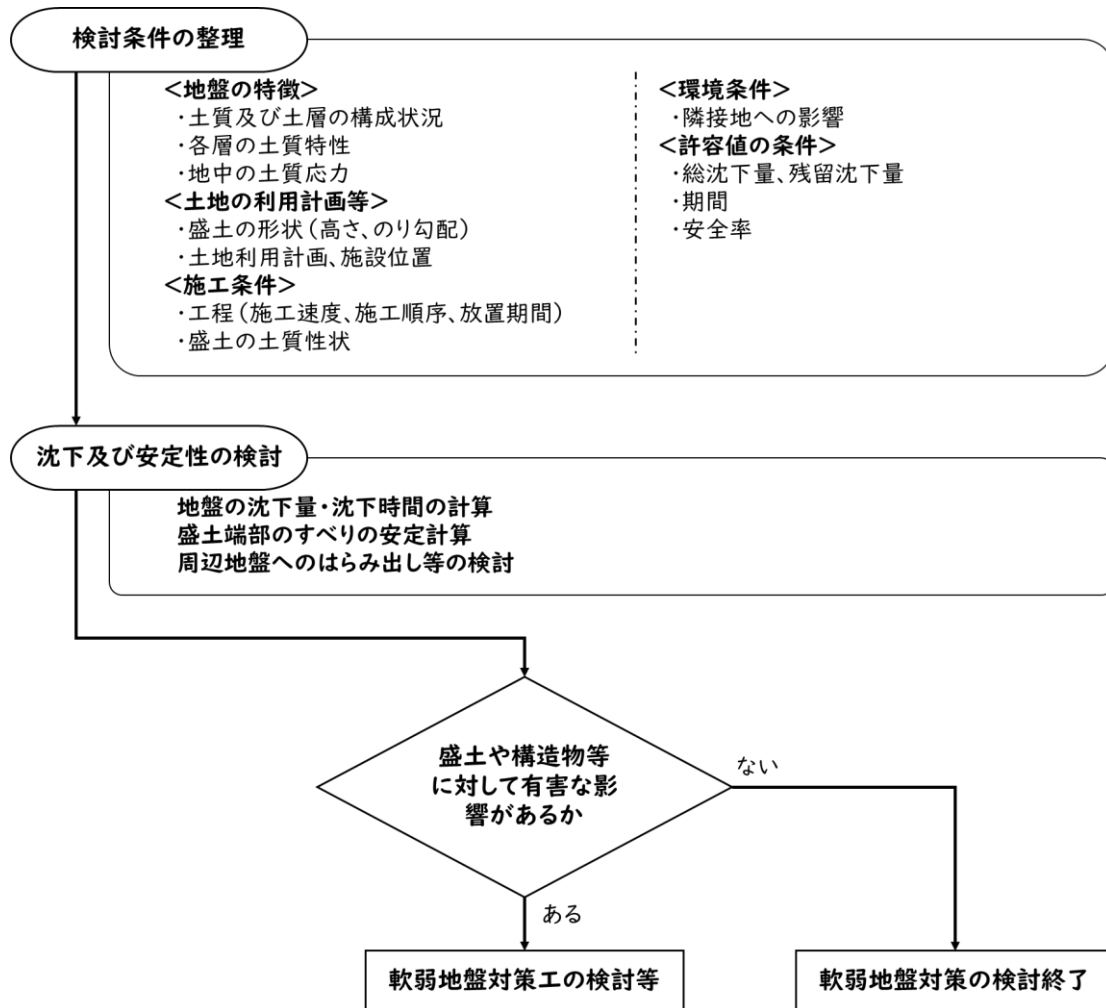 検討条件の整理
<地盤の特徴>
・土質及び土層の構成状況
・各層の土質特性
・地中の土質応力
<土地の利用計画等>
・盛土の形状（高さ、のり勾配）
・土地利用計画、施設位置
<施工条件>
・工程（施工速度、施工順序、放置期間）
・盛土の土質性状
<環境条件>
・隣接地への影響
<許容値の条件>
・総沈下量、残留沈下量
・期間
・安全率
沈下及び安定性の検討
地盤の沈下量・沈下時間の計算
盛土端部のすべりの安定計算
周辺地盤へのはらみ出し等の検討
盛土や構造物等
に対して有害な影
響があるか
ない
ある
軟弱地盤対策工の検討等
軟弱地盤対策の検討終了